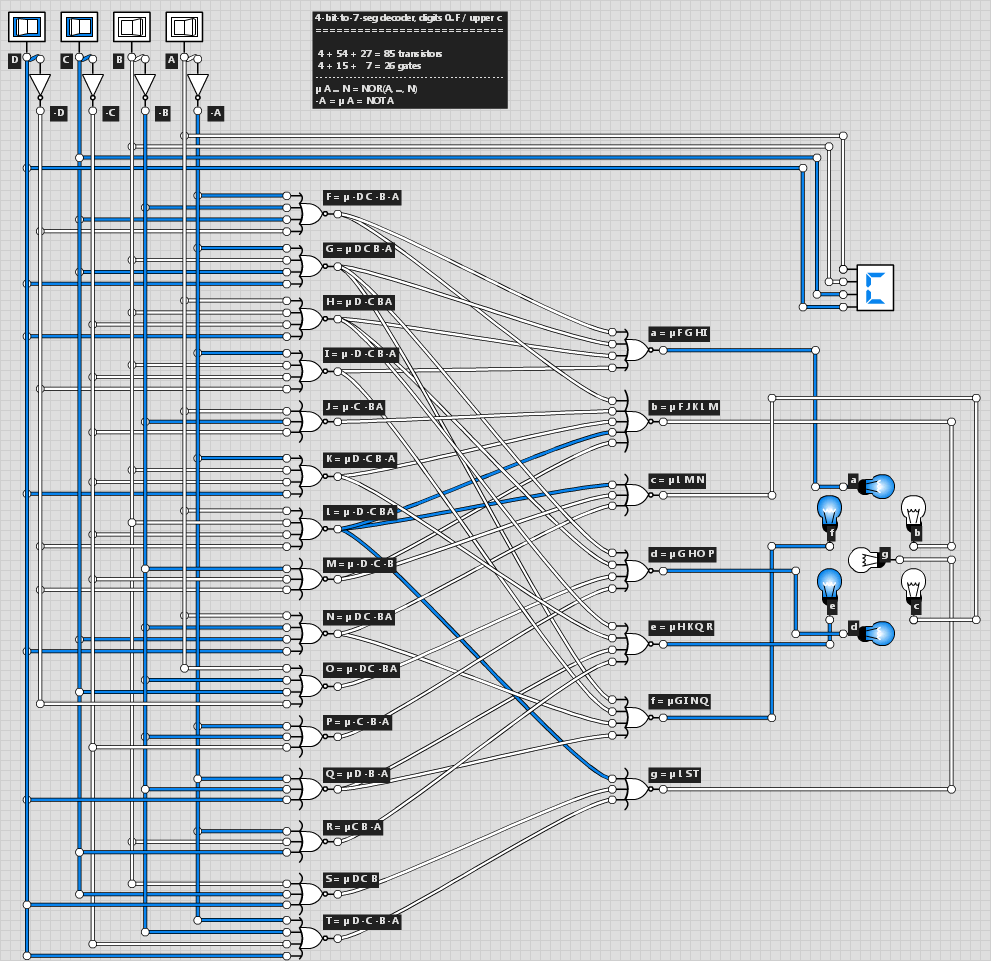 4-bit-to-7-seg decoder, digits 0..F / upper c
==============================
4 + 54 + 27 = 85 transistors
4 + 15 + 7 = 26 gates
------------------------------
µ A ... N = NOR(A, ..., N)
-A = µ A = NOT A
D
C
B
A
-D
-C
-B
-A
F = µ -D C -B -A
G = µ D C B -A
H = µ D -C B A
a = µ F G H I
I = µ -D -C B -A
J = µ -C -B A
b = µ F J K L M
K = µ D -C B -A
c = µ L M N
a
L = µ -D -C B A
f
b
M = µ -D -C -B
d = µ G H O P
g
N = µ D C -B A
e = µ H K Q R
e
c
d
O = µ -D C -B A
f = µ G I N Q
P = µ -C -B -A
Q = µ D -B -A
g = µ L S T
R = µ C B -A
S = µ D C B
T = µ D -C -B -A